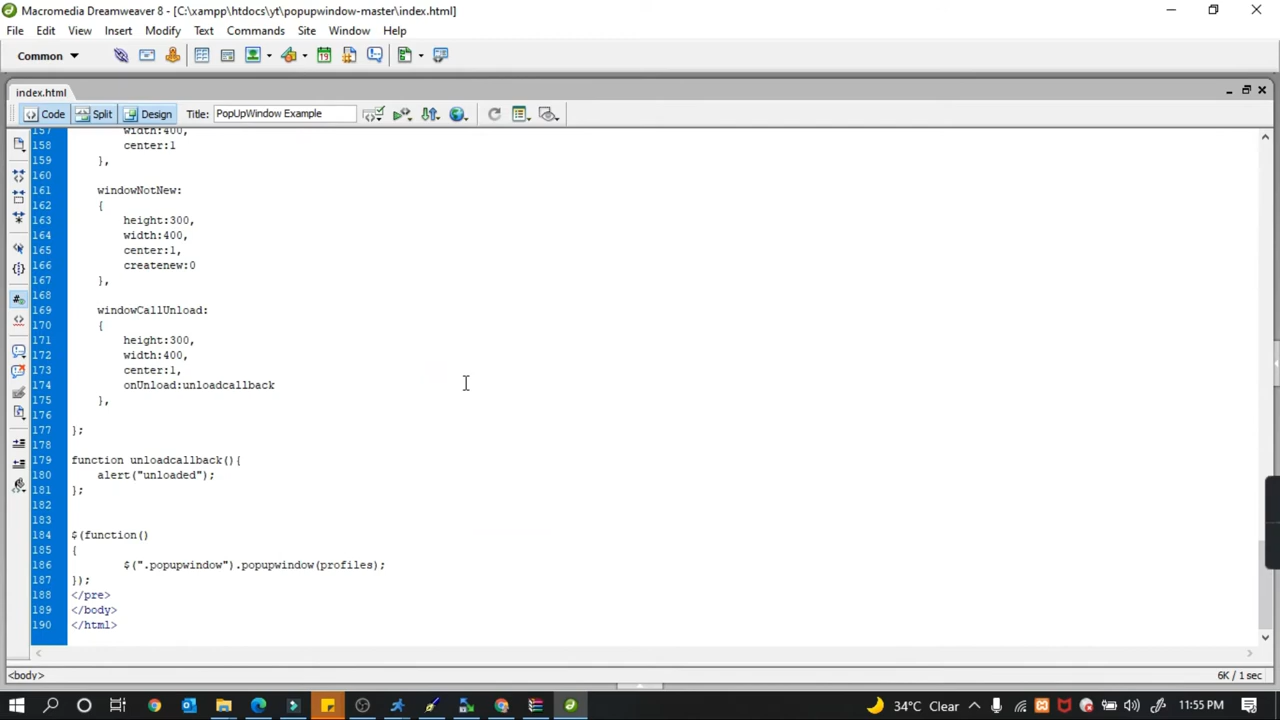 Macromedia Dreamweaver 8 - [C:\xampp\htdocs\yt\popupwindow-master\index.html]
File Edit View Insert Modify Text Commands Site Window Help
Common
index.html
Code Split Design Title: PopUpWindow Example
157 width:400,
158 center:1
159 },
160
161 windowNotNew:
162 {
163 height:300,
164 width:400,
165 center:1,
166 createnew:0
167 },
168
169 windowCallUnload:
170 {
171 height:300,
172 width:400,
173 center:1,
174 onUnload:unloadcallback
175 },
176
177 };
178
179 function unloadcallback(){
180 alert("unloaded");
181 };
182
183
184 $(function()
185 {
186 $(".popupwindow").popupwindow(profiles);
187 });
188 </pre>
189 </body>
190 </html>
<body> 6K / 1 sec
34°C Clear 11:55 PM